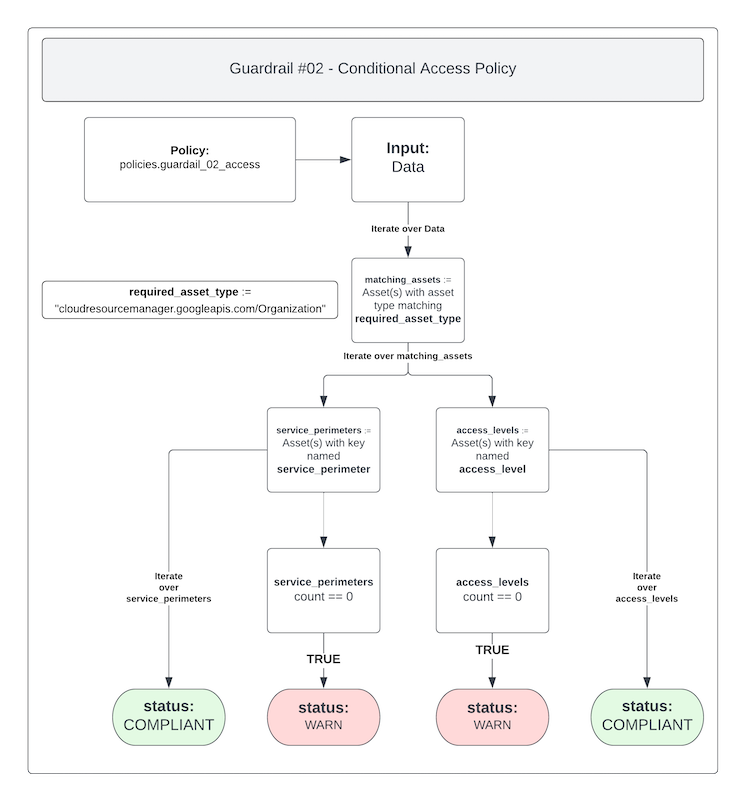 Guardrail #02 - Conditional Access Policy
Policy:
policies.guardail_02_access
Input:
Data
Iterate over Data
required_asset_type :=
"cloudresourcemanager.googleapis.com/Organization"
matching_assets :=
Asset(s) with asset
type matching
required_asset_type
Iterate over matching_assets
service_perimeters :=
Asset(s) with key
named
service_perimeter
access_levels :=
Asset(s) with key
named
access_level
Iterate
over
service_perimeters
service_perimeters
count == 0
access_levels
count == 0
Iterate
over
access_levels
TRUE
TRUE
status:
COMPLIANT
status:
WARN
status:
WARN
status:
COMPLIANT